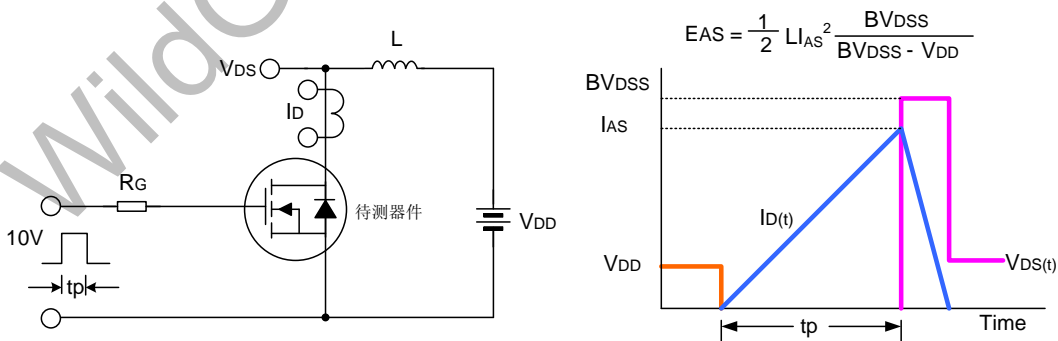 WildC
VDS
L
ID
RG
待测器件
10V
VDD
tp
EAS = 1/2 LIAS² BVDSS / BVDSS - VDD
BVDSS
IAS
ID(t)
VDD
VDS(t)
tp
Time